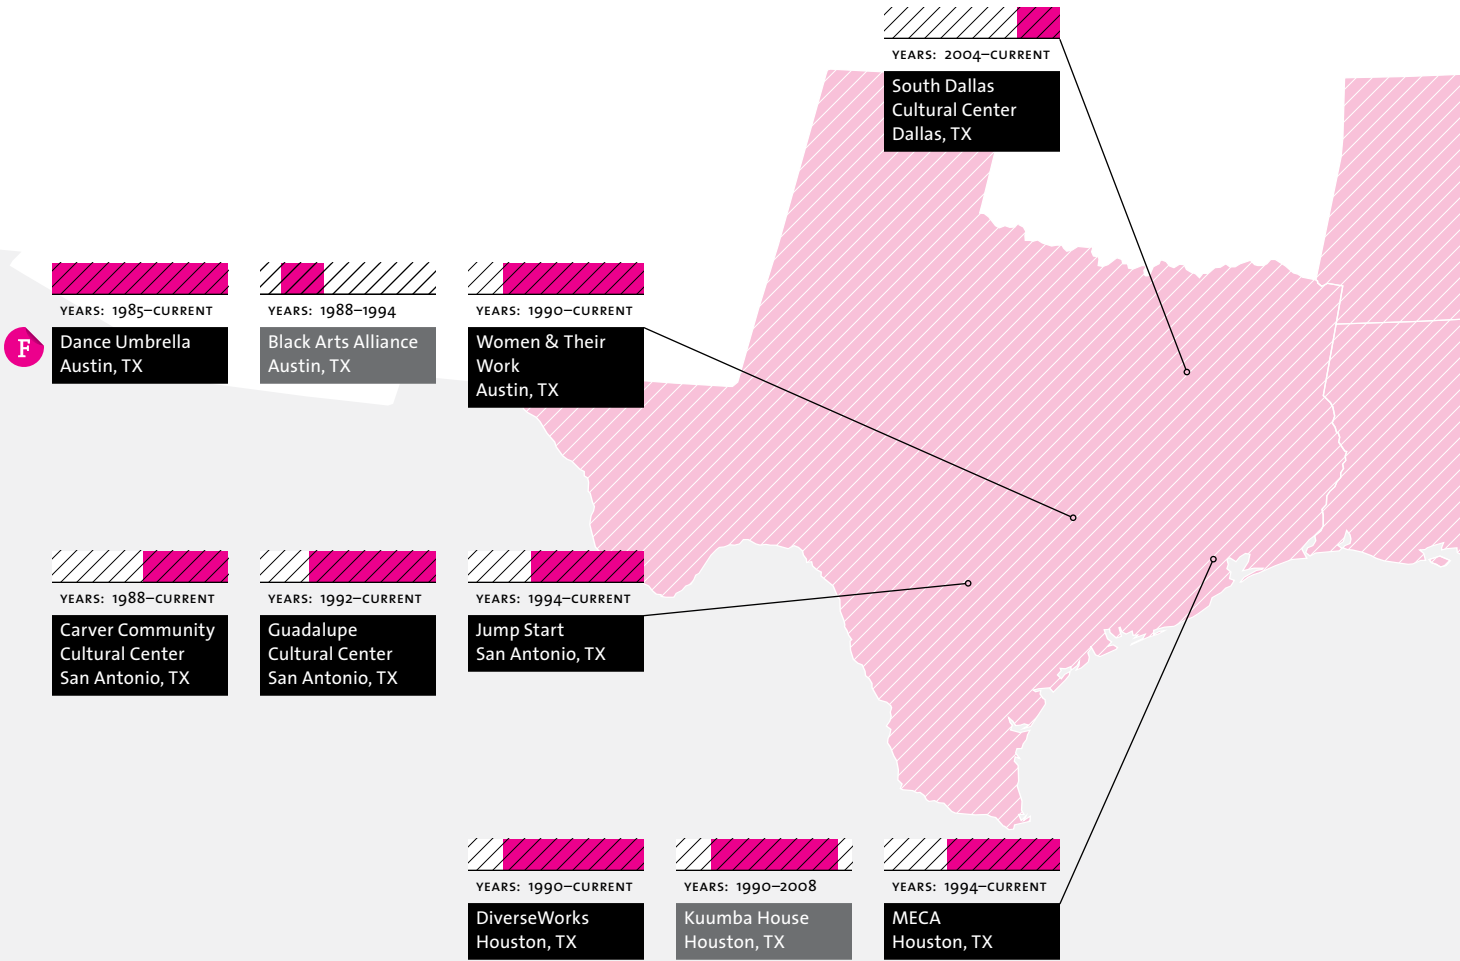 YEARS: 2004–CURRENT
South Dallas
Cultural Center
Dallas, TX
F
YEARS: 1985–CURRENT
Dance Umbrella
Austin, TX
YEARS: 1988–1994
Black Arts Alliance
Austin, TX
YEARS: 1990–CURRENT
Women & Their
Work
Austin, TX
YEARS: 1988–CURRENT
Carver Community
Cultural Center
San Antonio, TX
YEARS: 1992–CURRENT
Guadalupe
Cultural Center
San Antonio, TX
YEARS: 1994–CURRENT
Jump Start
San Antonio, TX
YEARS: 1990–CURRENT
DiverseWorks
Houston, TX
YEARS: 1990–2008
Kuumba House
Houston, TX
YEARS: 1994–CURRENT
MECA
Houston, TX